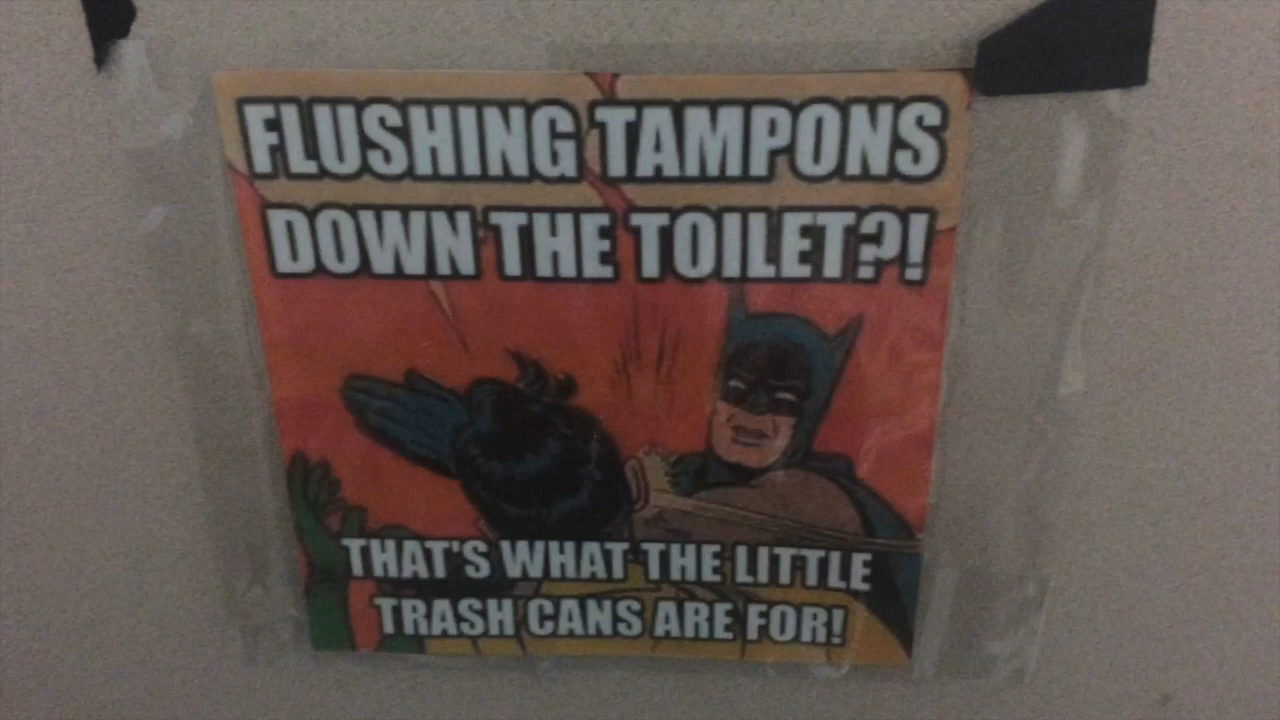 FLUSHING TAMPONS
DOWN THE TOILET?!
THAT'S WHAT THE LITTLE
TRASH CANS ARE FOR!